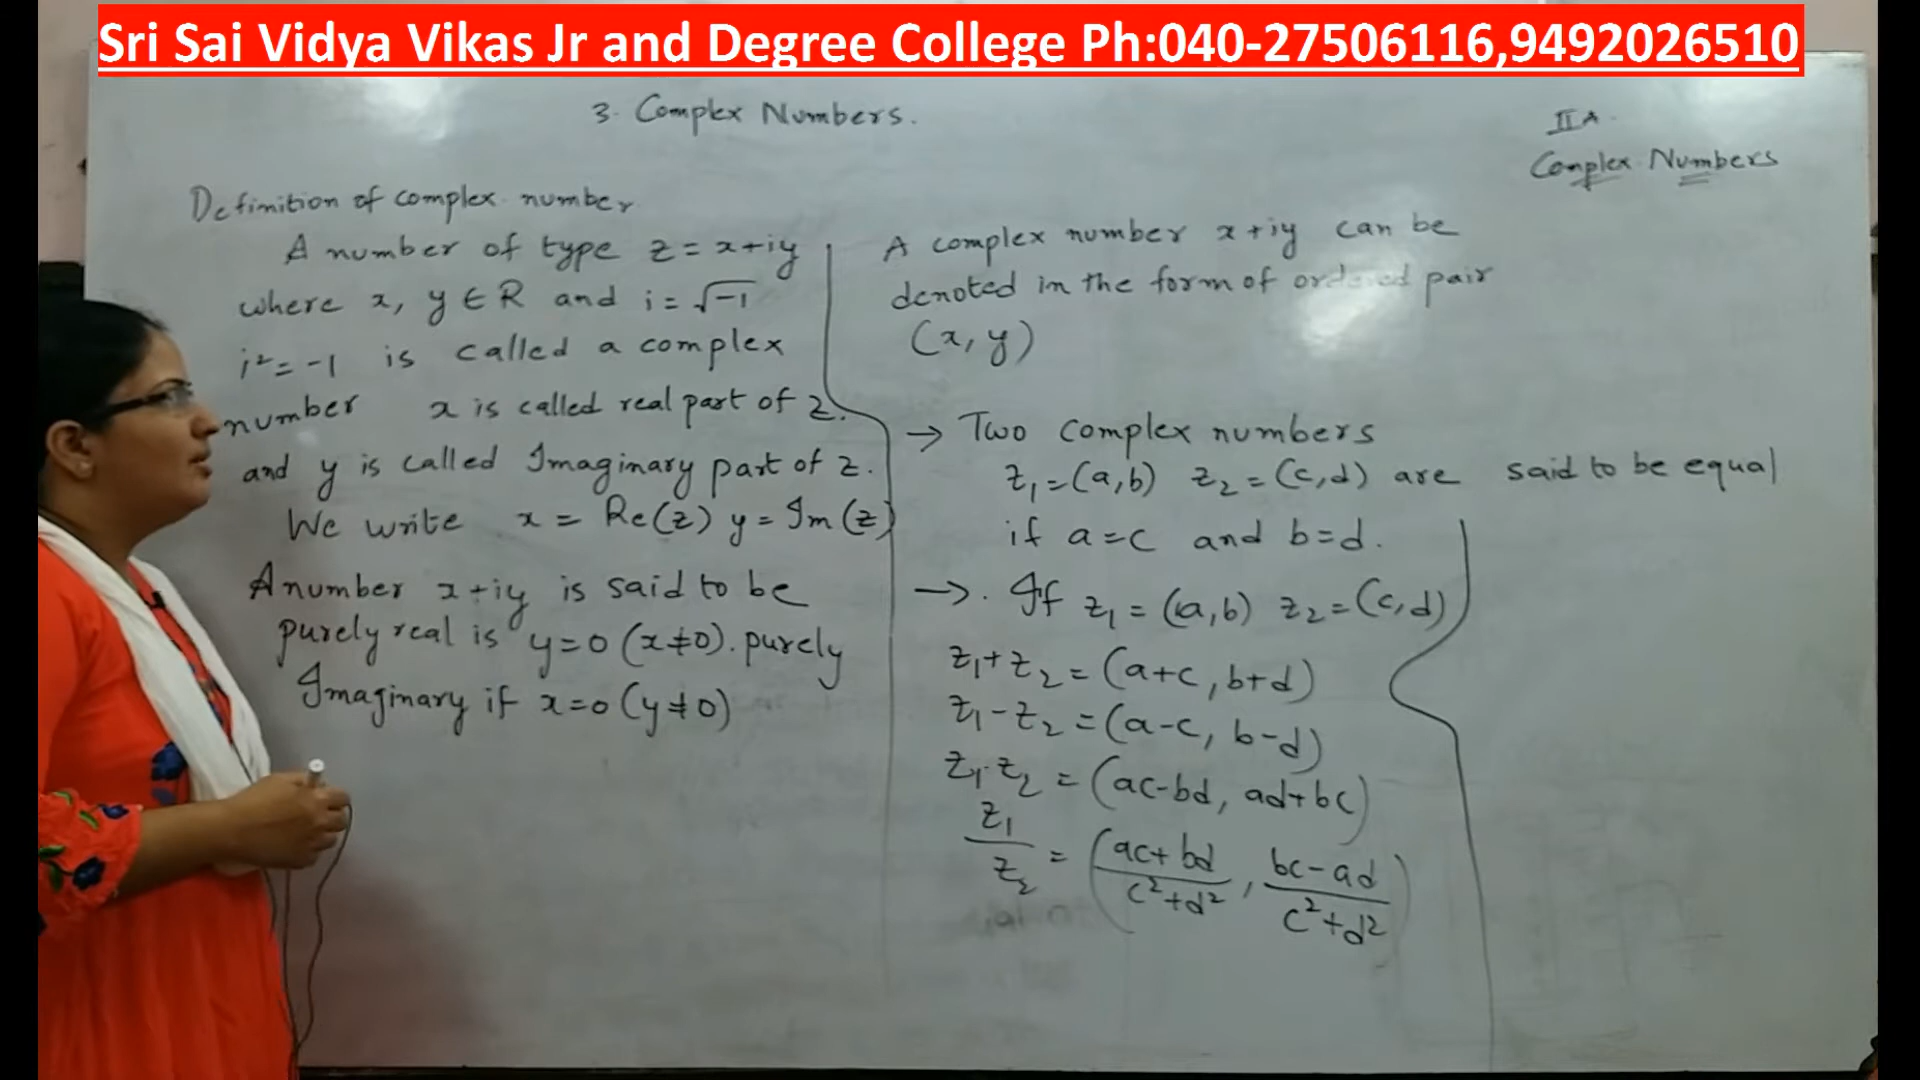 Sri Sai Vidya Vikas Jr and Degree College Ph:040-27506116,9492026510
3. Complex Numbers.
II A.
Complex Numbers
Definition of complex number
A number of type z = x+iy
where x, y ∈ R and i = √-1
i² = -1 is called a complex
number x is called real part of z.
and y is called Imaginary part of z.
We write x = Re(z) y = Im(z)
A number x+iy is said to be
purely real is y=0 (x≠0). purely
Imaginary if x=0 (y≠0)
A complex number x+iy can be
denoted in the form of ordered pair
(x, y)
→ Two complex numbers
z₁=(a,b) z₂=(c,d) are said to be equal
if a=c and b=d.
→. If z₁ = (a,b) z₂=(c,d)
z₁+z₂ = (a+c, b+d)
z₁-z₂ = (a-c, b-d)
z₁.z₂ = (ac-bd, ad+bc)
z₁/z₂ = (ac+bd/c²+d², bc-ad/c²+d²)